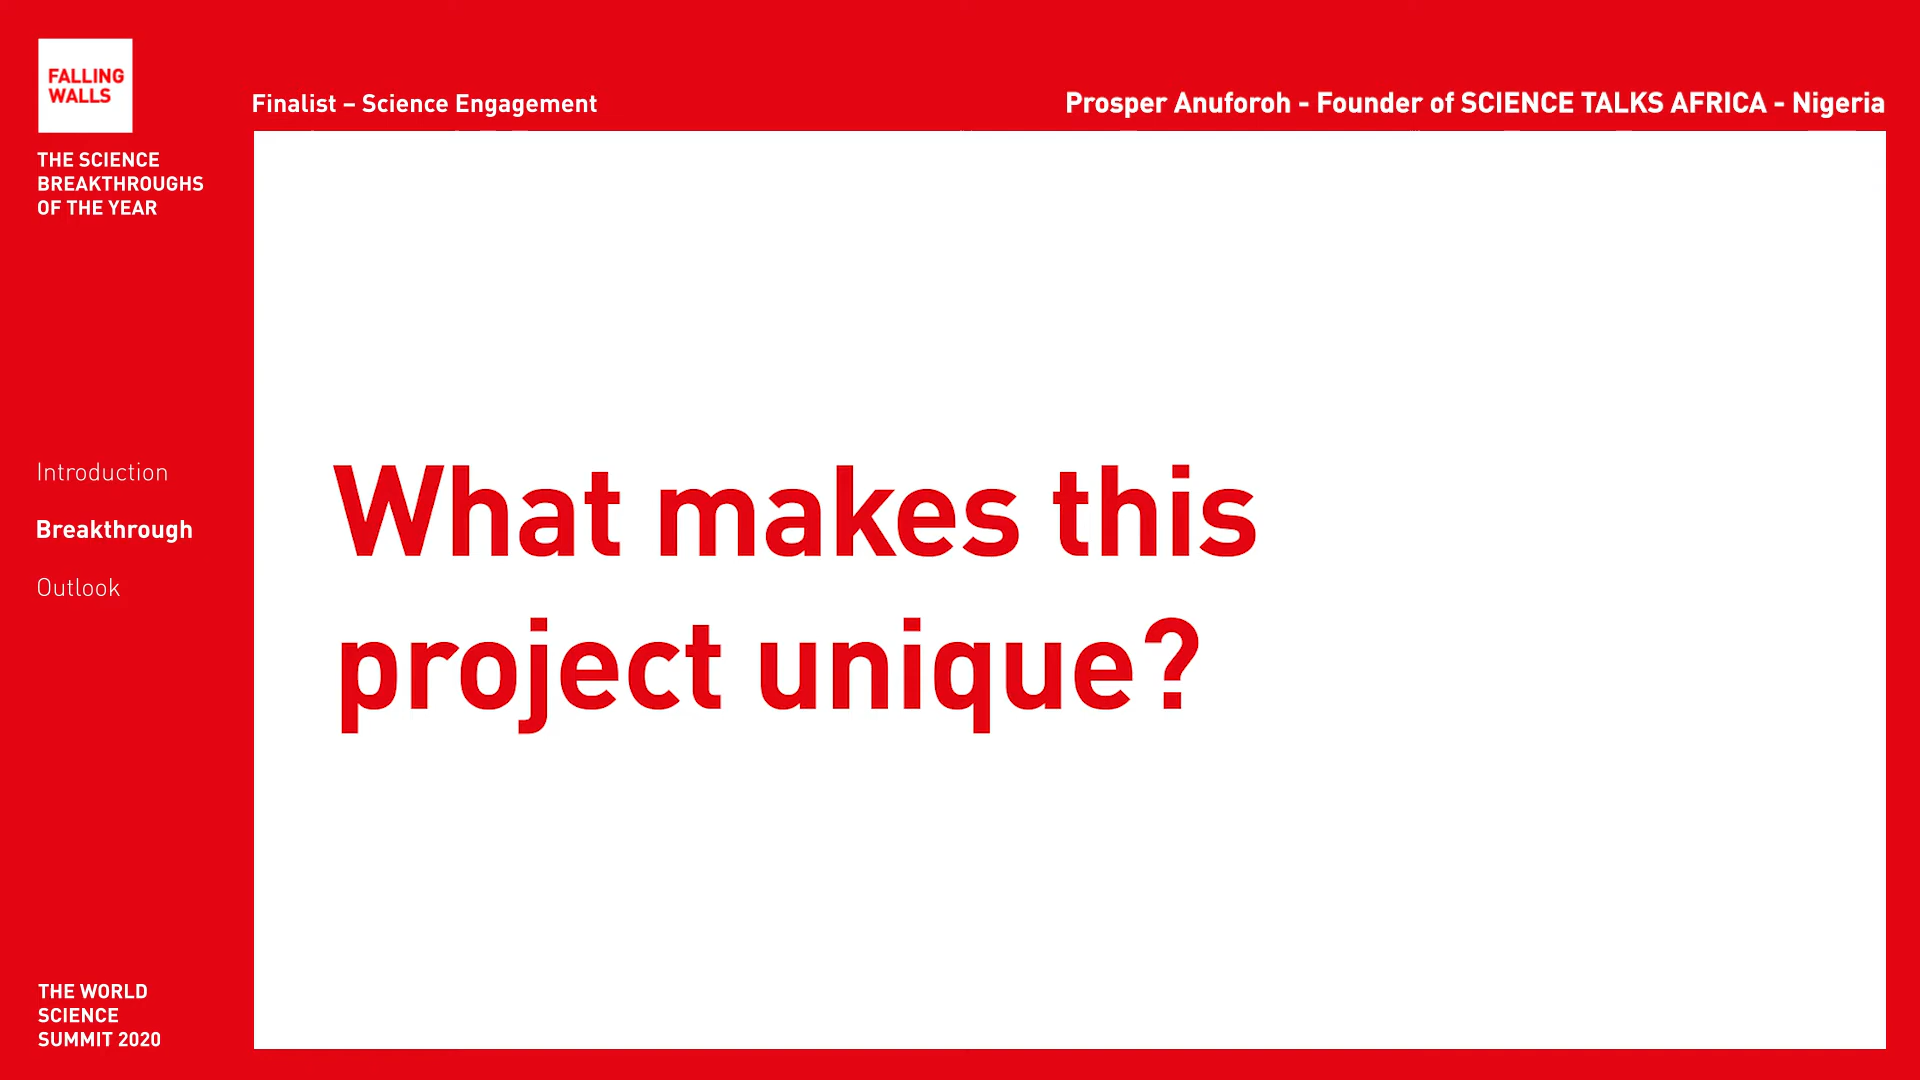 FALLING
WALLS
THE SCIENCE
BREAKTHROUGHS
OF THE YEAR
Finalist – Science Engagement
Prosper Anuforoh - Founder of SCIENCE TALKS AFRICA - Nigeria
Introduction
Breakthrough
Outlook
What makes this
project unique?
THE WORLD
SCIENCE
SUMMIT 2020